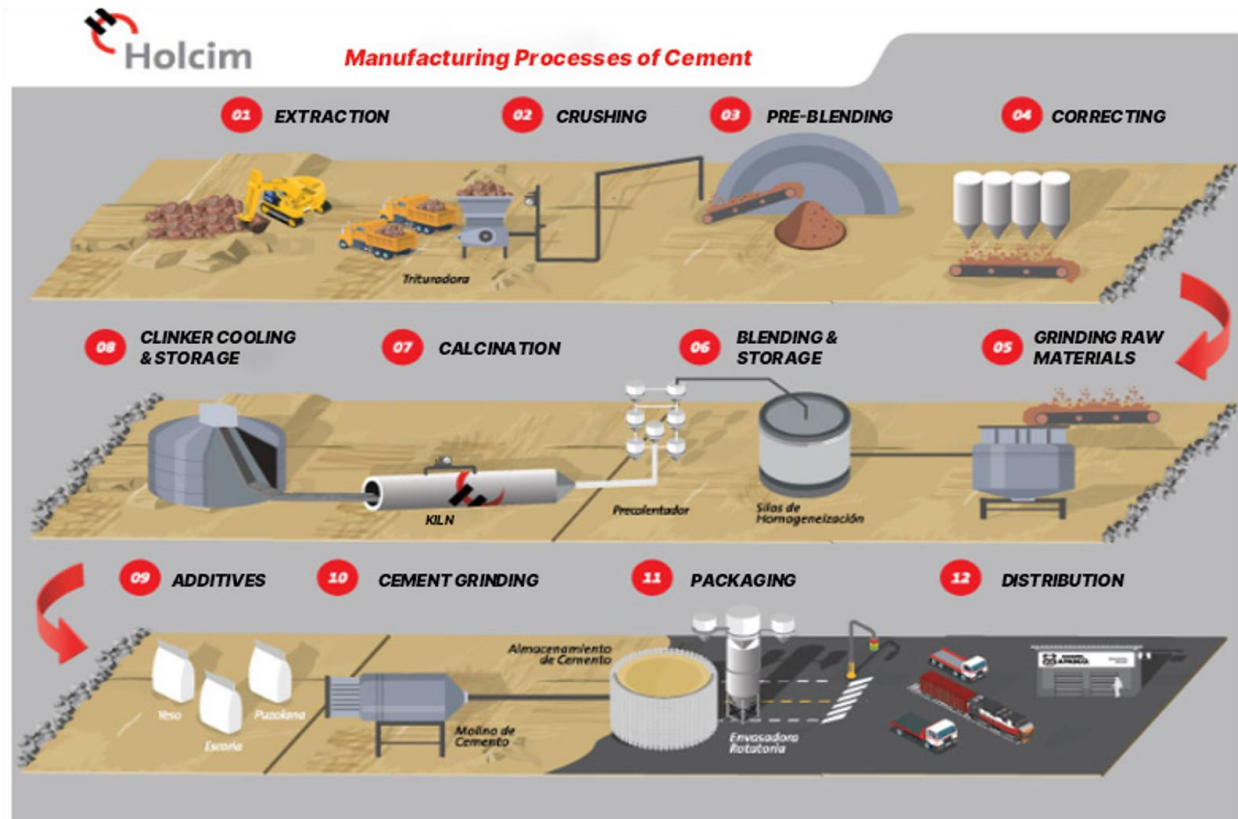 Holcim
Manufacturing Processes of Cement
01 EXTRACTION
02 CRUSHING
03 PRE-BLENDING
04 CORRECTING
Trituradora
08 CLINKER COOLING
& STORAGE
07 CALCINATION
06 BLENDING &
STORAGE
05 GRINDING RAW
MATERIALS
KILN
Precalentador
Silos de
Homogeneización
09 ADDITIVES
10 CEMENT GRINDING
11 PACKAGING
12 DISTRIBUTION
Almacenamiento
de Cemento
Yeso
Escoria
Puzolana
Molino de
Cemento
Envasadora
Rotatoria